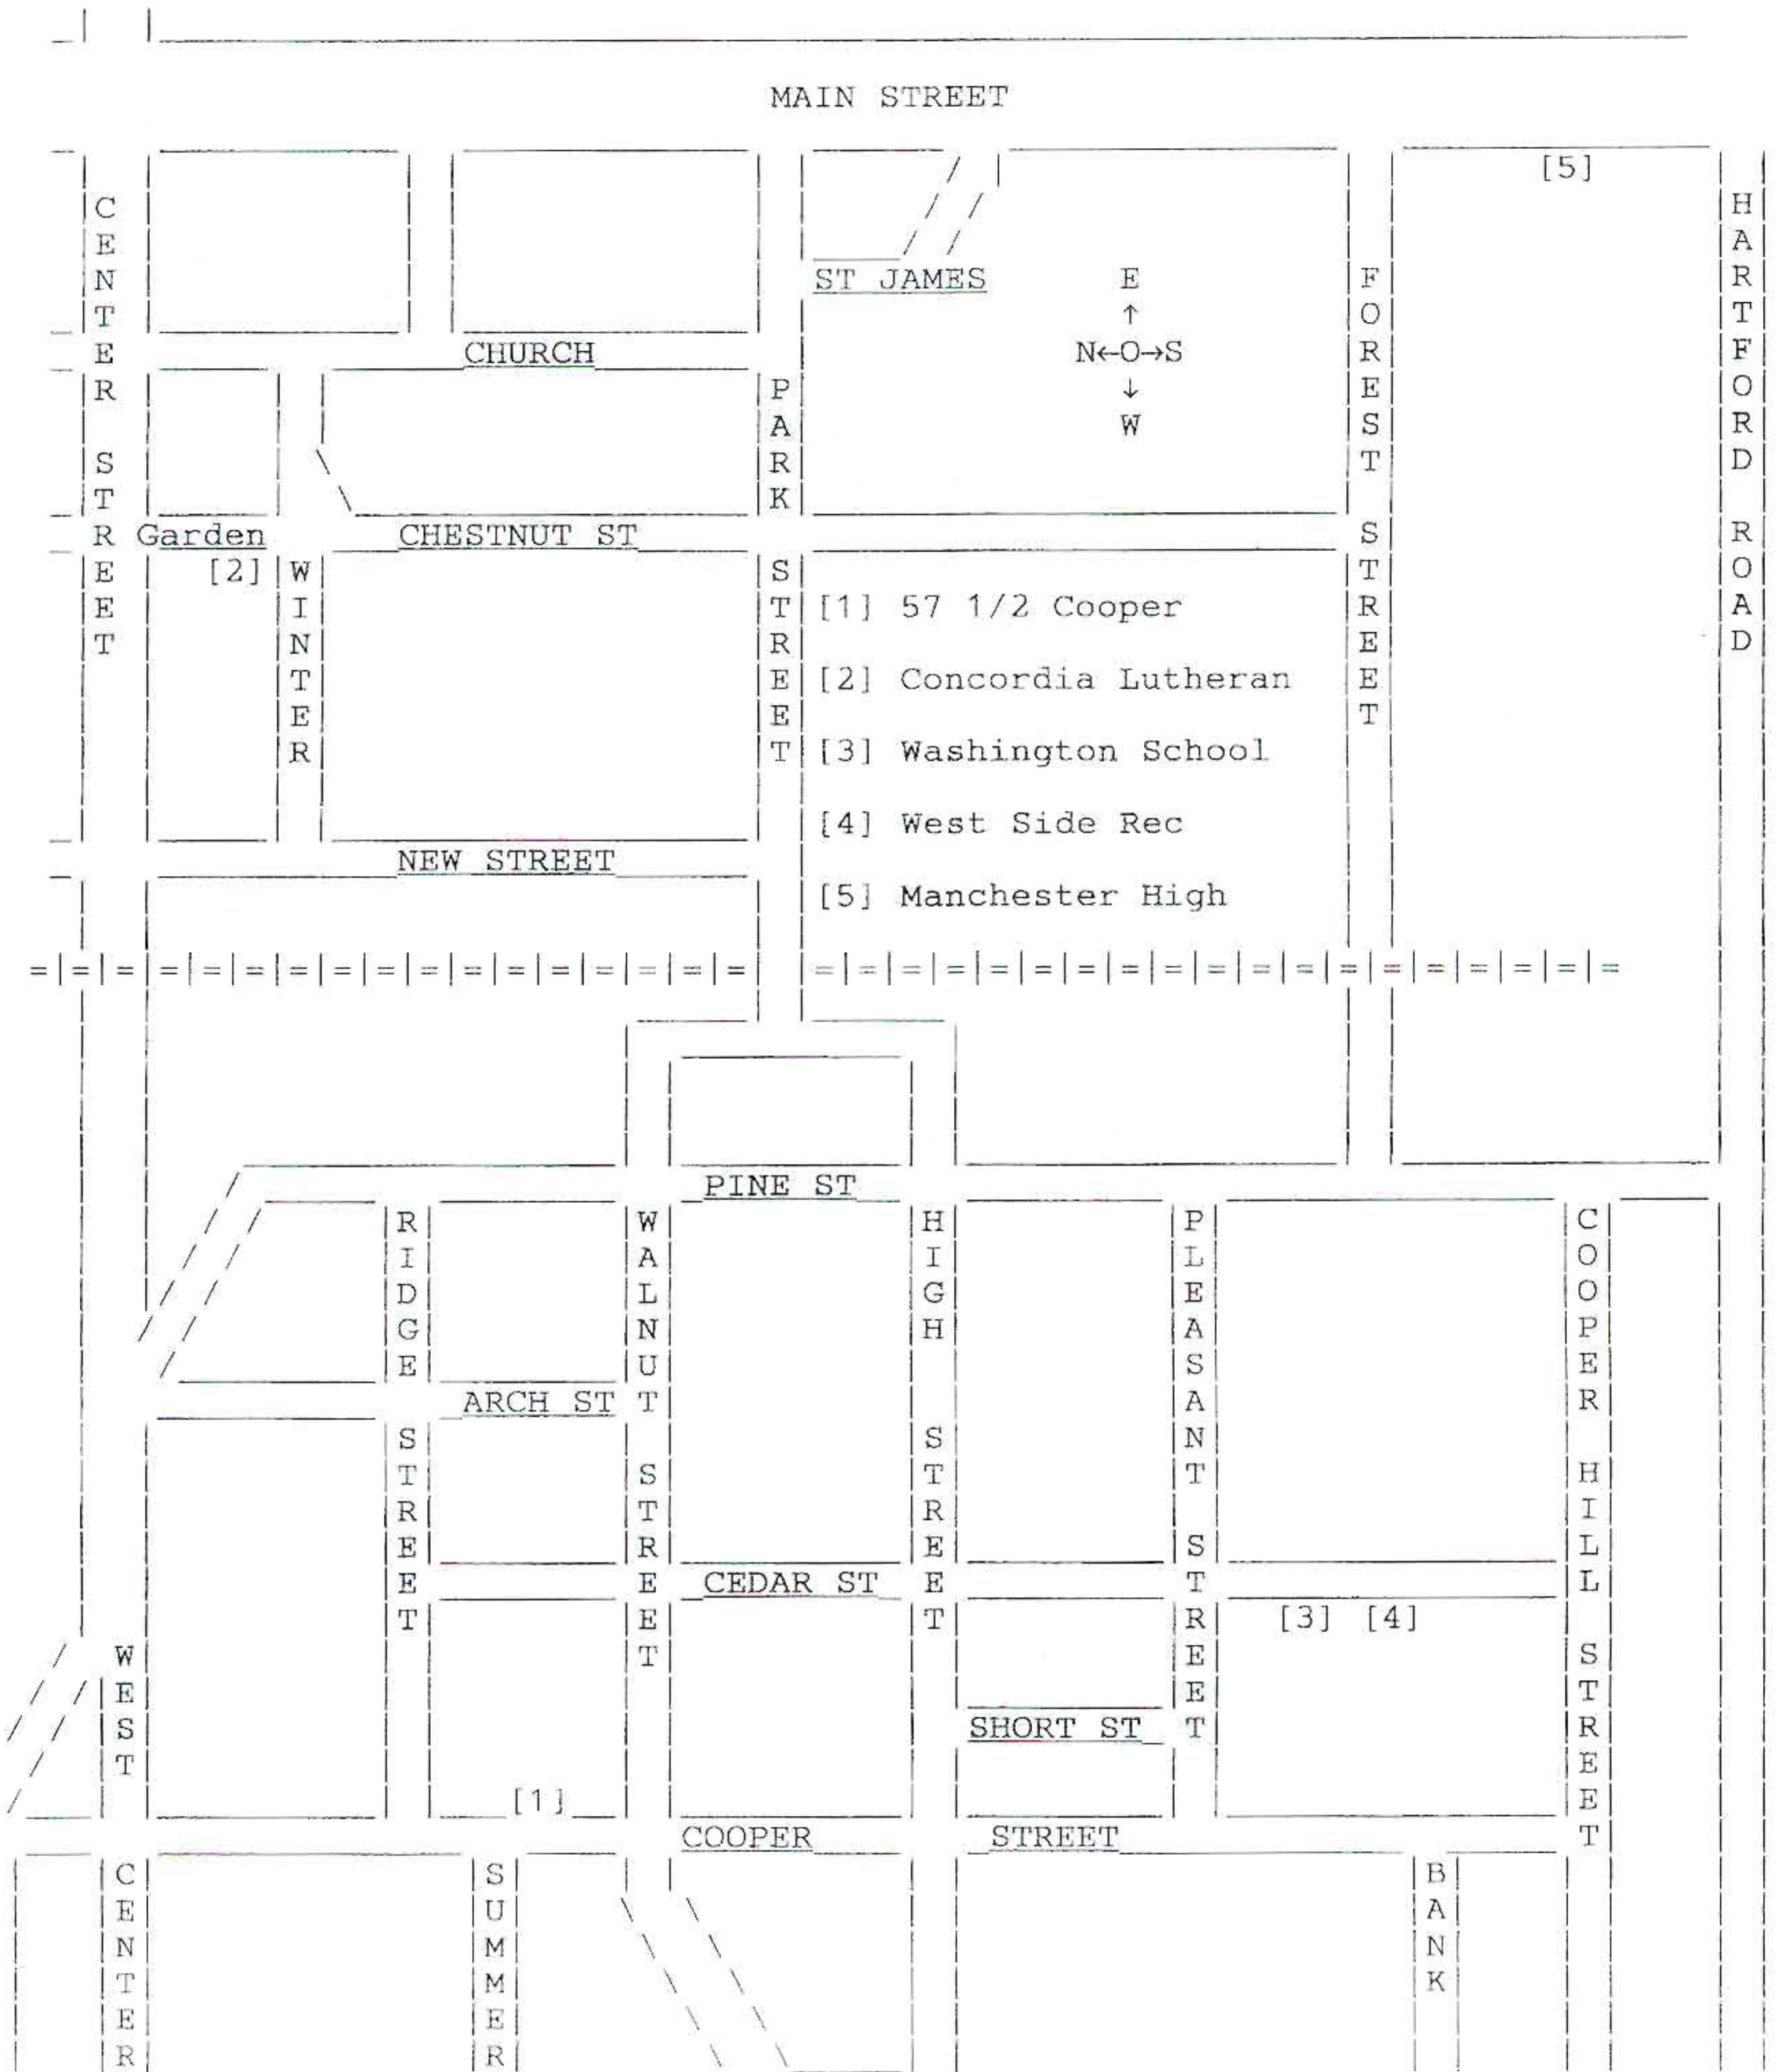 MAIN STREET
[5]
CENTER STREET
HARTFORD ROAD
ST JAMES
E
↑
N←O→S
↓
W
FOREST STREET
CHURCH
PARK STREET
Garden
CHESTNUT ST
[2]
WINTER
[1] 57 1/2 Cooper
[2] Concordia Lutheran
[3] Washington School
[4] West Side Rec
[5] Manchester High
NEW STREET
PINE ST
RIDGE STREET
WALNUT STREET
HIGH STREET
PLEASANT STREET
COOPER HILL STREET
ARCH ST
CEDAR ST
[3] [4]
WEST CENTER
SHORT ST
[1]
COOPER STREET
SUMMER
BANK